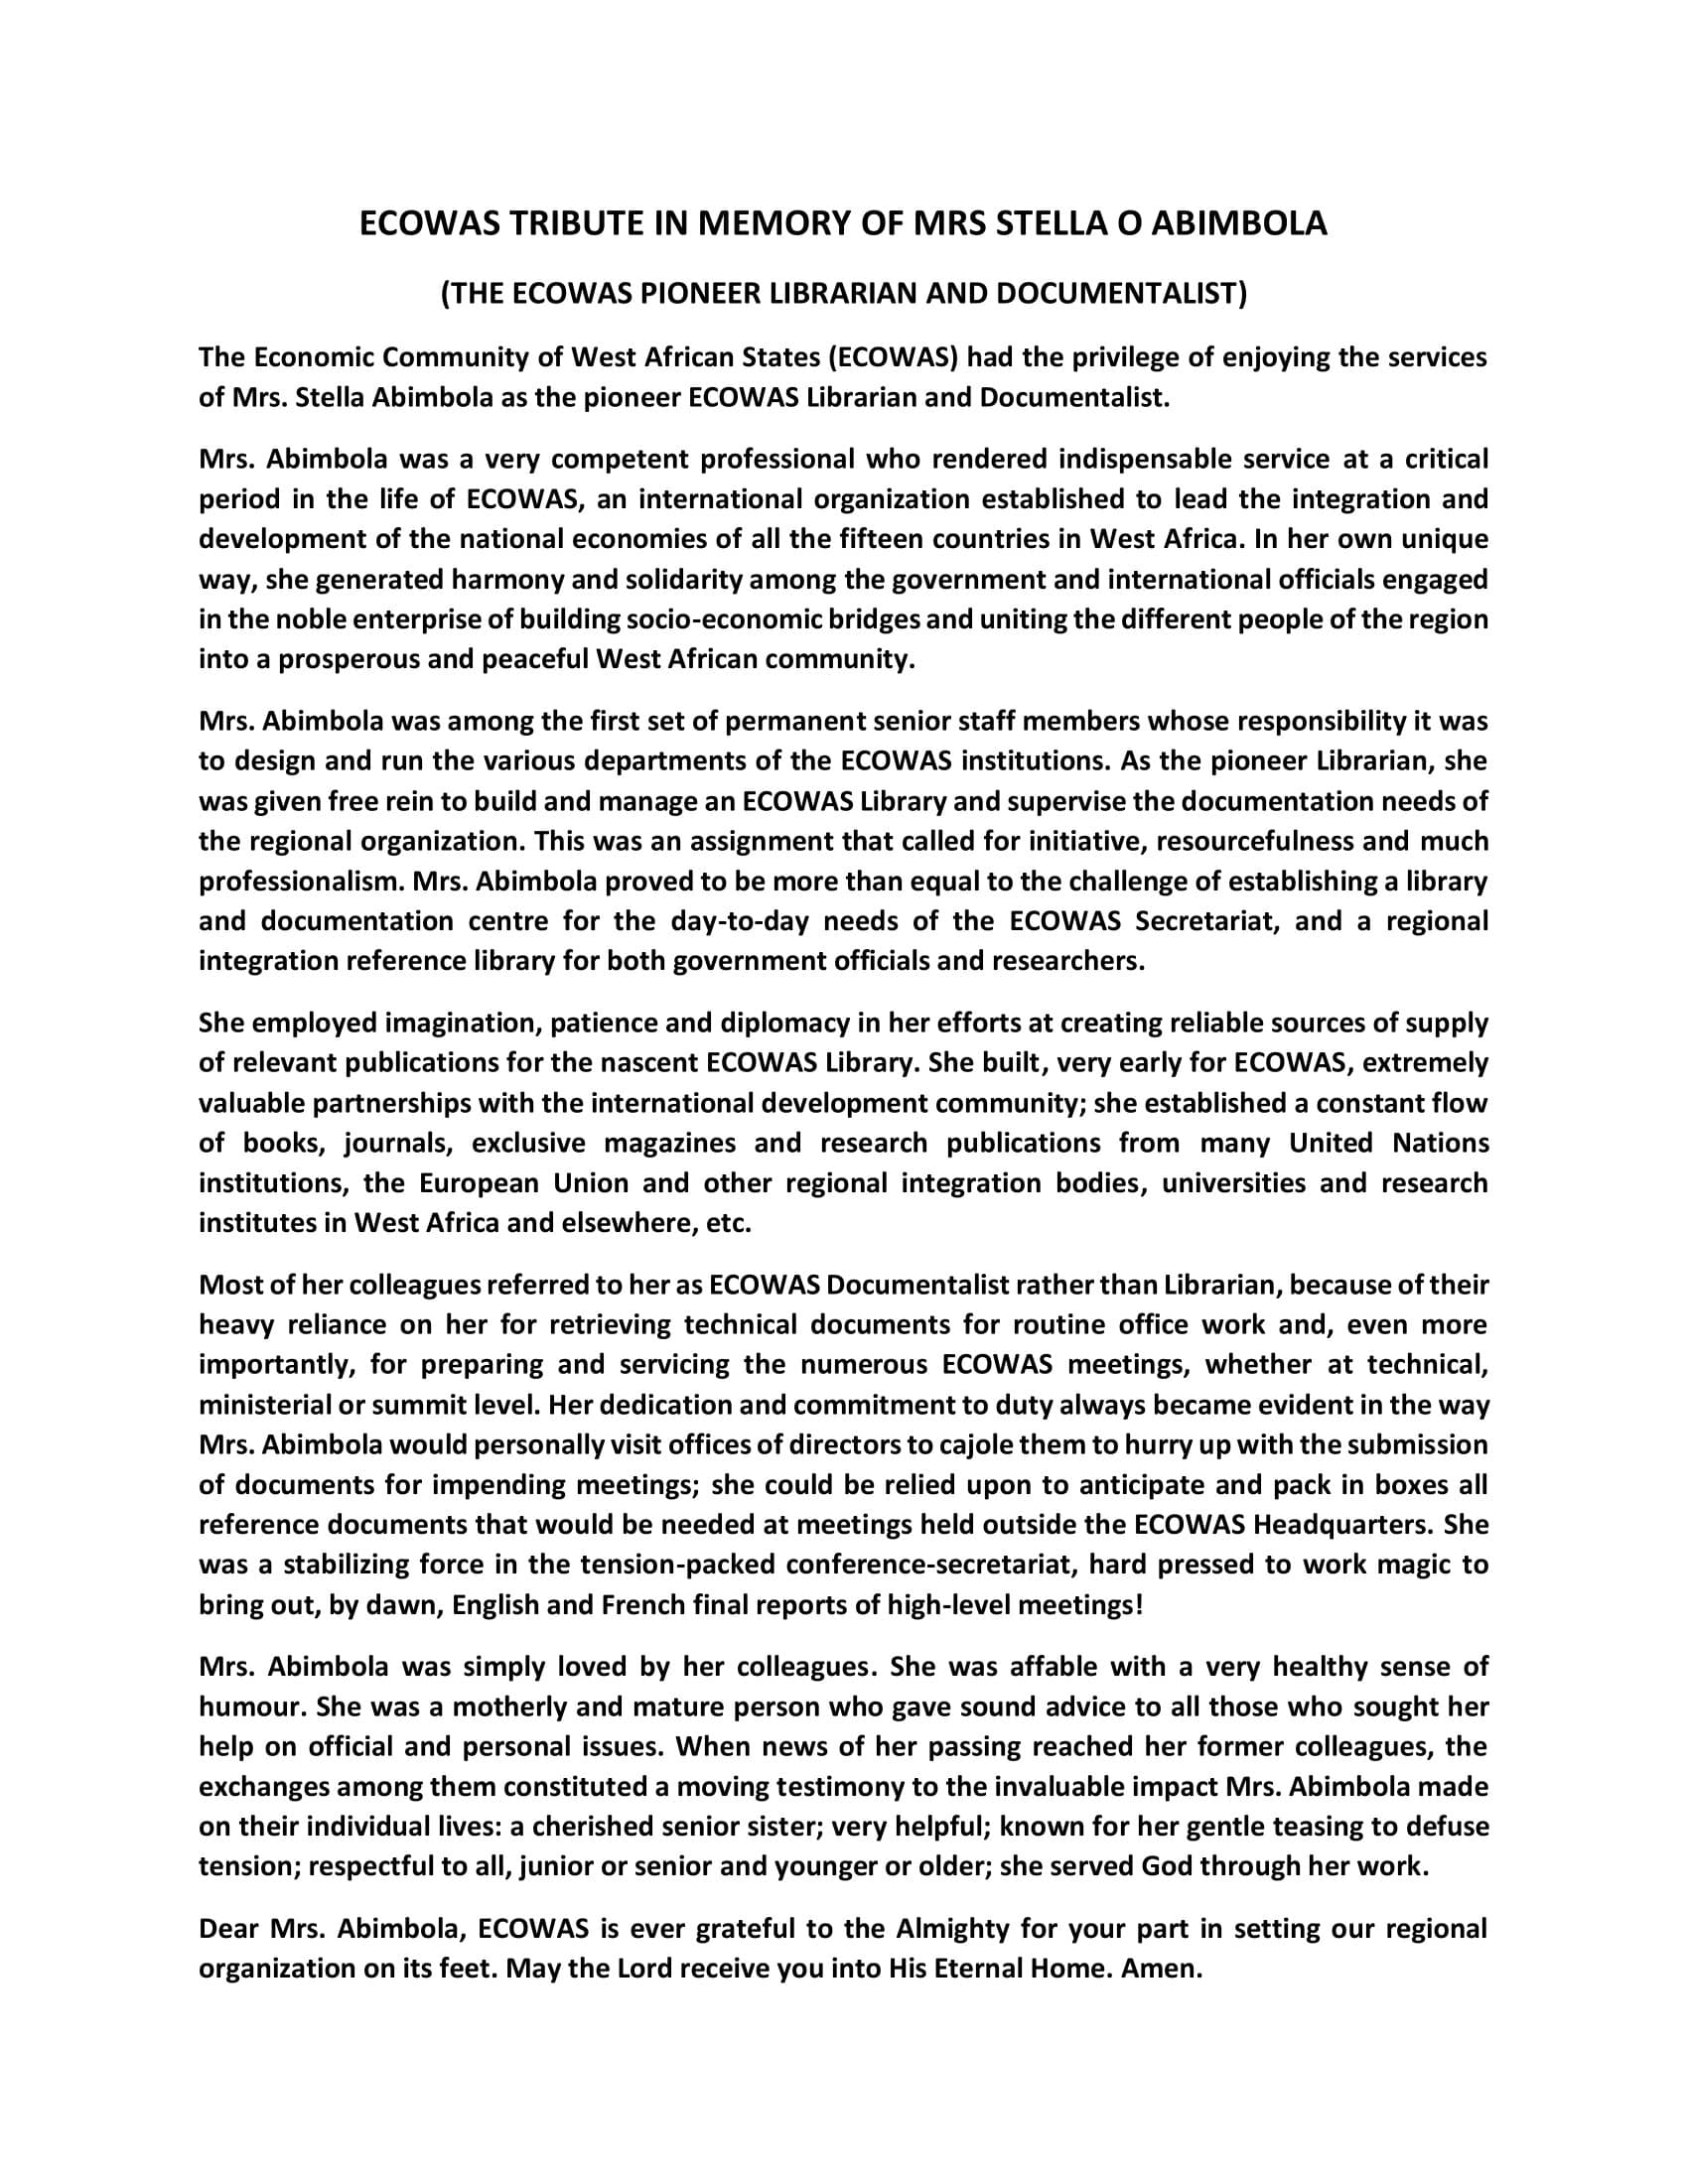 ECOWAS TRIBUTE IN MEMORY OF MRS STELLA O ABIMBOLA
(THE ECOWAS PIONEER LIBRARIAN AND DOCUMENTALIST)
The Economic Community of West African States (ECOWAS) had the privilege of enjoying the services
of Mrs. Stella Abimbola as the pioneer ECOWAS Librarian and Documentalist.
Mrs. Abimbola was a very competent professional who rendered indispensable service at a critical
period in the life of ECOWAS, an international organization established to lead the integration and
development of the national economies of all the fifteen countries in West Africa. In her own unique
way, she generated harmony and solidarity among the government and international officials engaged
in the noble enterprise of building socio-economic bridges and uniting the different people of the region
into a prosperous and peaceful West African community.
Mrs. Abimbola was among the first set of permanent senior staff members whose responsibility it was
to design and run the various departments of the ECOWAS institutions. As the pioneer Librarian, she
was given free rein to build and manage an ECOWAS Library and supervise the documentation needs of
the regional organization. This was an assignment that called for initiative, resourcefulness and much
professionalism. Mrs. Abimbola proved to be more than equal to the challenge of establishing a library
and documentation centre for the day-to-day needs of the ECOWAS Secretariat, and a regional
integration reference library for both government officials and researchers.
She employed imagination, patience and diplomacy in her efforts at creating reliable sources of supply
of relevant publications for the nascent ECOWAS Library. She built, very early for ECOWAS, extremely
valuable partnerships with the international development community; she established a constant flow
of books, journals, exclusive magazines and research publications from many United Nations
institutions, the European Union and other regional integration bodies, universities and research
institutes in West Africa and elsewhere, etc.
Most of her colleagues referred to her as ECOWAS Documentalist rather than Librarian, because of their
heavy reliance on her for retrieving technical documents for routine office work and, even more
importantly, for preparing and servicing the numerous ECOWAS meetings, whether at technical,
ministerial or summit level. Her dedication and commitment to duty always became evident in the way
Mrs. Abimbola would personally visit offices of directors to cajole them to hurry up with the submission
of documents for impending meetings; she could be relied upon to anticipate and pack in boxes all
reference documents that would be needed at meetings held outside the ECOWAS Headquarters. She
was a stabilizing force in the tension-packed conference-secretariat, hard pressed to work magic to
bring out, by dawn, English and French final reports of high-level meetings!
Mrs. Abimbola was simply loved by her colleagues. She was affable with a very healthy sense of
humour. She was a motherly and mature person who gave sound advice to all those who sought her
help on official and personal issues. When news of her passing reached her former colleagues, the
exchanges among them constituted a moving testimony to the invaluable impact Mrs. Abimbola made
on their individual lives: a cherished senior sister; very helpful; known for her gentle teasing to defuse
tension; respectful to all, junior or senior and younger or older; she served God through her work.
Dear Mrs. Abimbola, ECOWAS is ever grateful to the Almighty for your part in setting our regional
organization on its feet. May the Lord receive you into His Eternal Home. Amen.